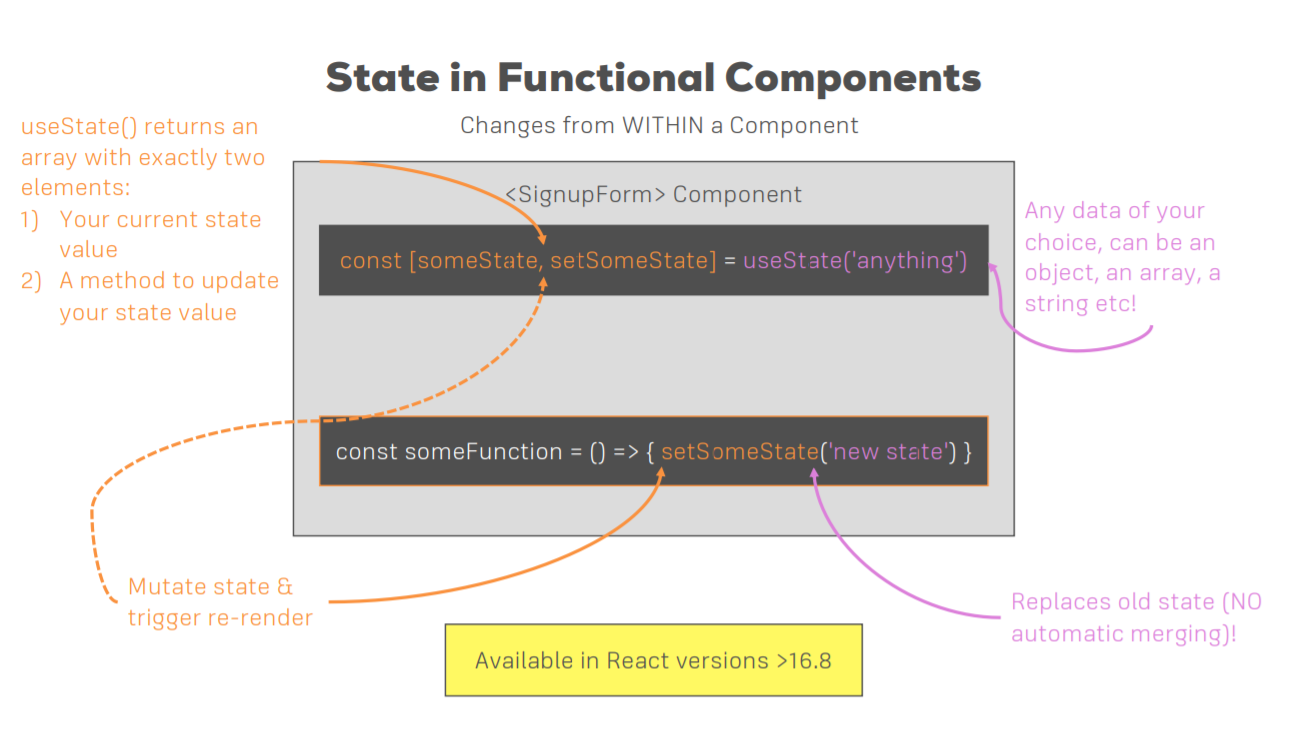 State in Functional Components
Changes from WITHIN a Component
useState() returns an
array with exactly two
elements:
1) Your current state
value
2) A method to update
your state value
<SignupForm> Component
const [someState, setSomeState] = useState('anything')
Any data of your
choice, can be an
object, an array, a
string etc!
const someFunction = () => { setSomeState('new state') }
Mutate state &
trigger re-render
Replaces old state (NO
automatic merging)!
Available in React versions >16.8